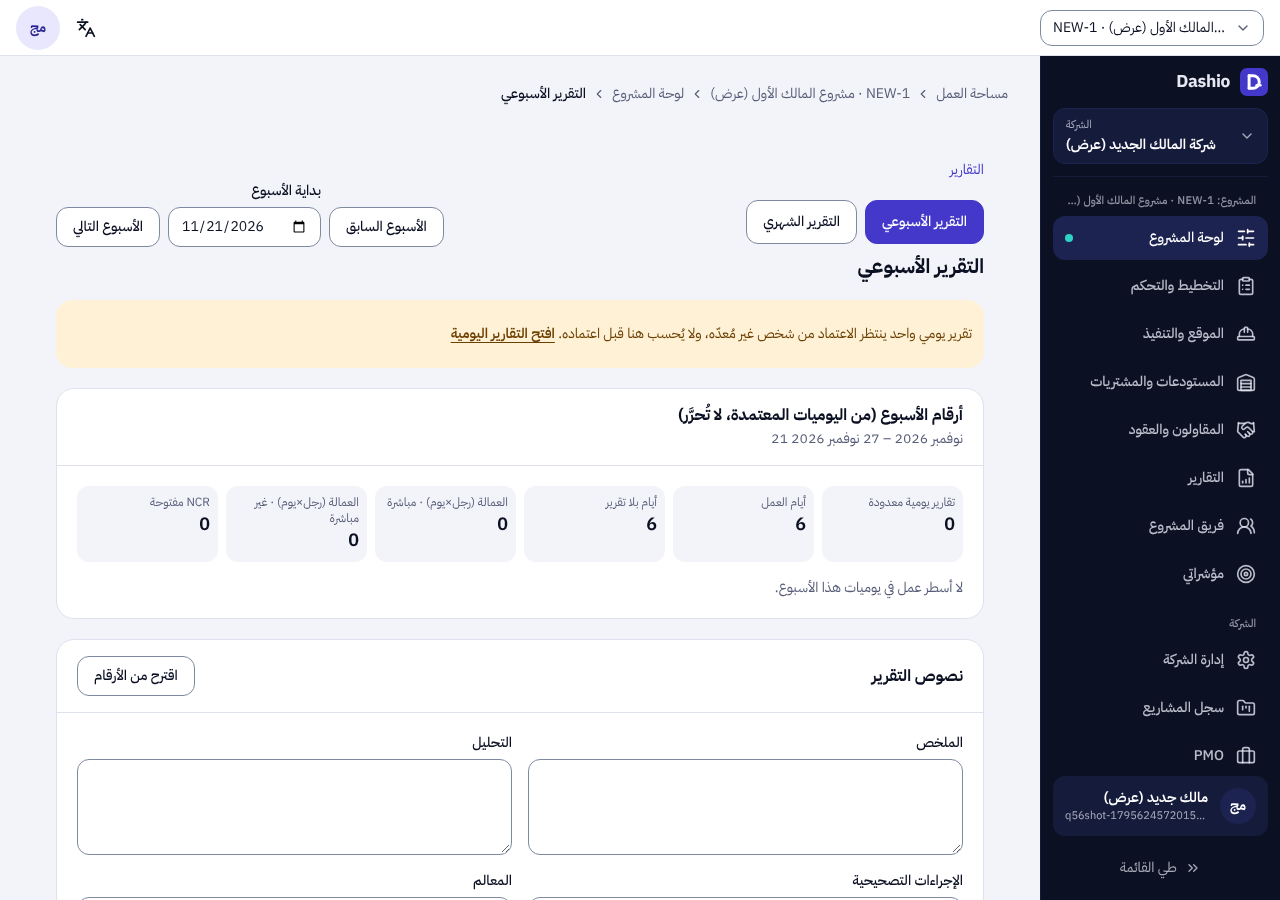 NEW-1 · المالك الأول (عرض)...
مج
Dashio
الشركة
شركة المالك الجديد (عرض)
المشروع: NEW-1 · مشروع المالك الأول (...
لوحة المشروع
التخطيط والتحكم
الموقع والتنفيذ
المستودعات والمشتريات
المقاولون والعقود
التقارير
فريق المشروع
مؤشراتي
الشركة
إدارة الشركة
سجل المشاريع
PMO
مج
مالك جديد (عرض)
q56shot-1795624572015...
طي القائمة
مساحة العمل › NEW-1 · مشروع المالك الأول (عرض) › لوحة المشروع › التقرير الأسبوعي
التقارير
التقرير الأسبوعي
التقرير الشهري
بداية الأسبوع
الأسبوع السابق
11/21/2026
الأسبوع التالي
التقرير الأسبوعي
تقرير يومي واحد ينتظر الاعتماد من شخص غير مُعدّه، ولا يُحسب هنا قبل اعتماده. افتح التقارير اليومية
أرقام الأسبوع (من اليوميات المعتمدة، لا تُحرَّر)
21 نوفمبر 2026 – 27 نوفمبر 2026
تقارير يومية معدودة
0
أيام العمل
6
أيام بلا تقرير
6
العمالة (رجل×يوم) · مباشرة
0
العمالة (رجل×يوم) · غير
مباشرة
0
NCR مفتوحة
0
لا أسطر عمل في يوميات هذا الأسبوع.
نصوص التقرير
اقترح من الأرقام
الملخص
التحليل
الإجراءات التصحيحية
المعالم